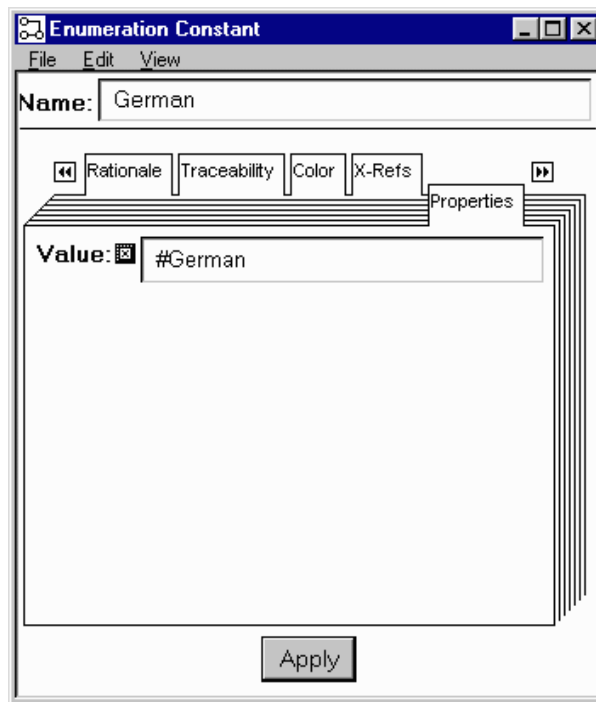 Enumeration Constant
File Edit View
Name: German
Rationale Traceability Color X-Refs
Properties
Value: #German
Apply